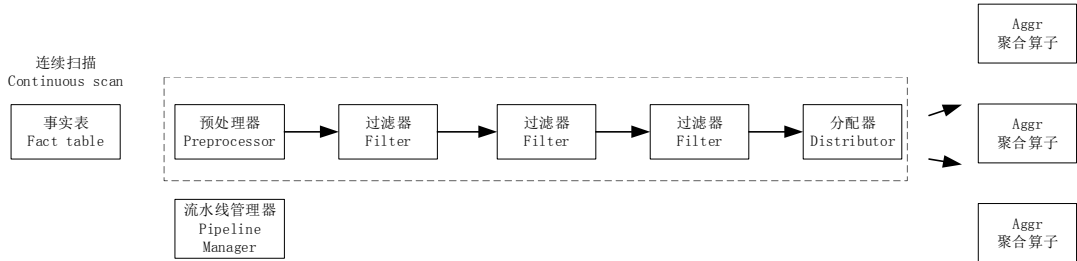 连续扫描
Continuous scan
事实表
Fact table
预处理器
Preprocessor
过滤器
Filter
过滤器
Filter
过滤器
Filter
分配器
Distributor
流水线管理器
Pipeline
Manager
Aggr
聚合算子
Aggr
聚合算子
Aggr
聚合算子